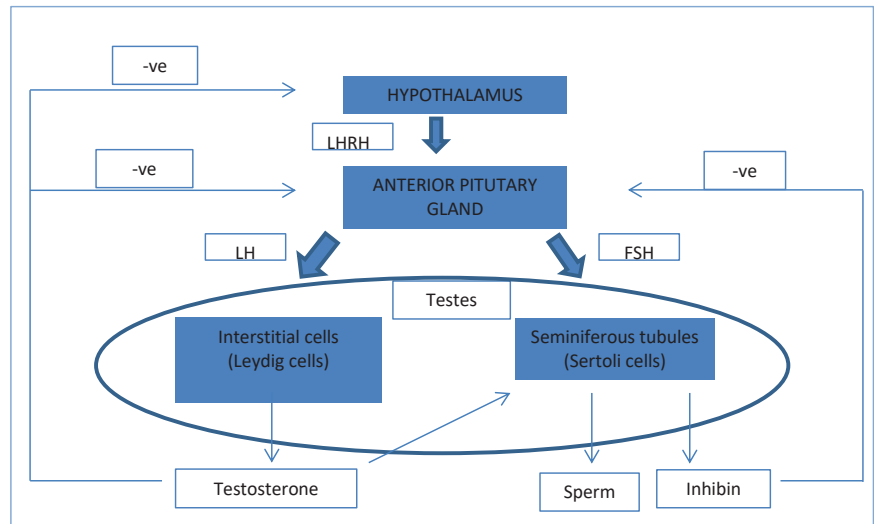 -ve
HYPOTHALAMUS
LHRH
-ve
ANTERIOR PITUTARY
GLAND
-ve
LH
FSH
Testes
Interstitial cells
(Leydig cells)
Seminiferous tubules
(Sertoli cells)
Testosterone
Sperm
Inhibin